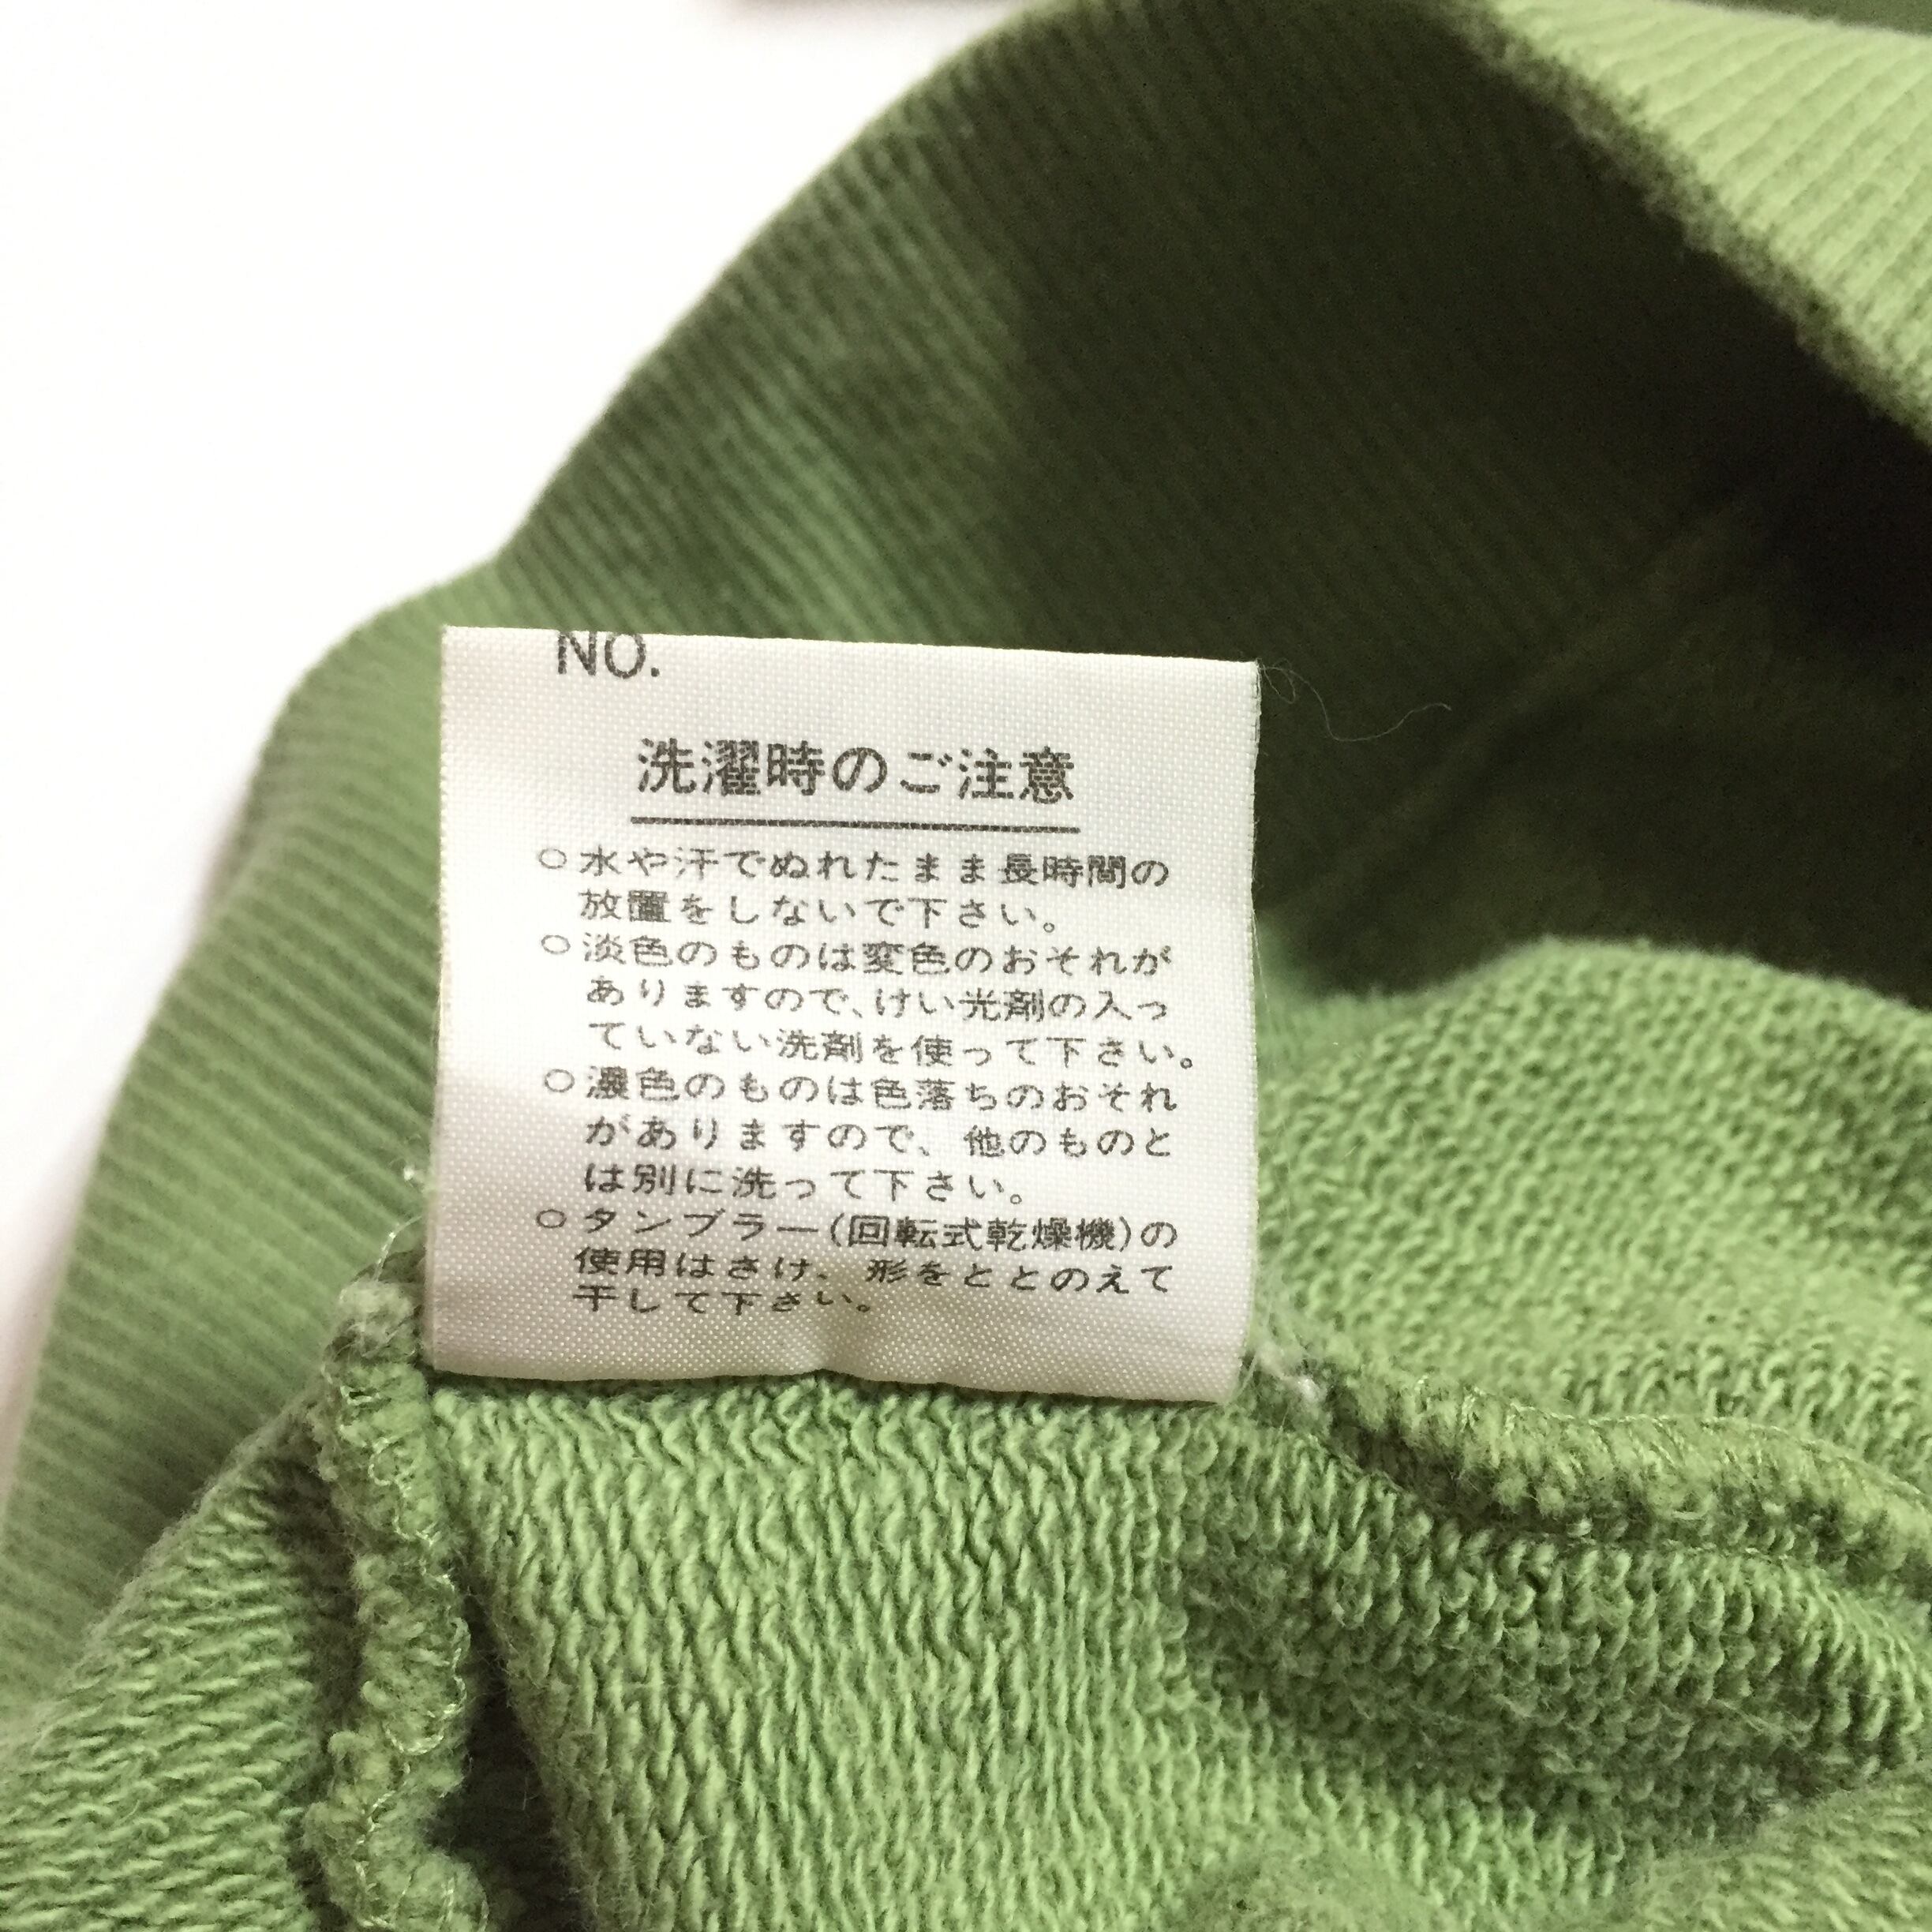 NO.
洗濯時のご注意
○水や汗でぬれたまま長時間の
放置をしないで下さい。
○淡色のものは変色のおそれが
ありますので、けい光剤の入っ
ていない洗剤を使って下さい。
○濃色のものは色落ちのおそれ
がありますので、他のものと
は別に洗って下さい。
○タンブラー(回転式乾燥機)の
使用はさけ、形をととのえて
干して下さい。